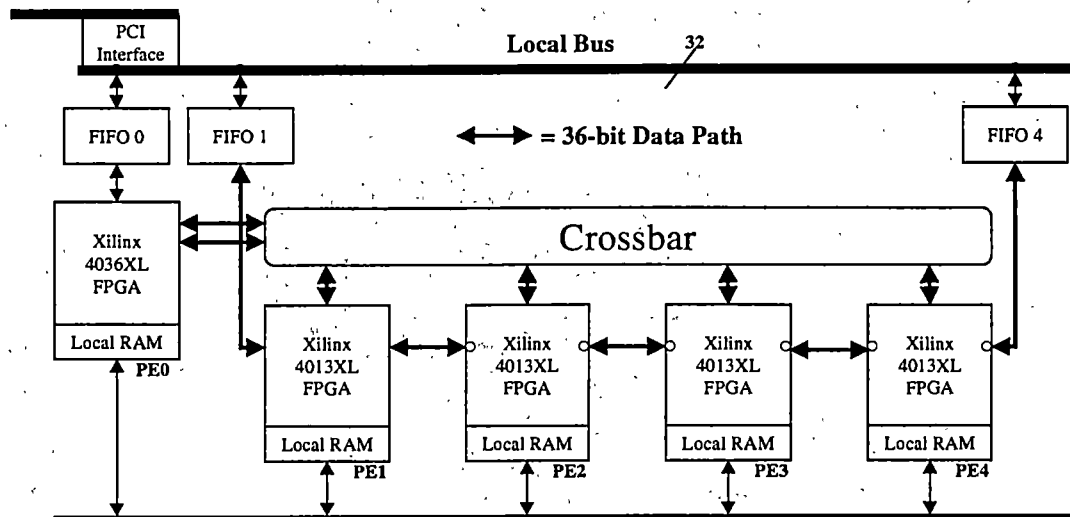 PCI
Interface
Local Bus
32
FIFO 0
FIFO 1
= 36-bit Data Path
FIFO 4
Crossbar
Xilinx
4036XL
FPGA
Local RAM
PE0
Xilinx
4013XL
FPGA
Local RAM
PE1
Xilinx
4013XL
FPGA
Local RAM
PE2
Xilinx
4013XL
FPGA
Local RAM
PE3
Xilinx
4013XL
FPGA
Local RAM
PE4